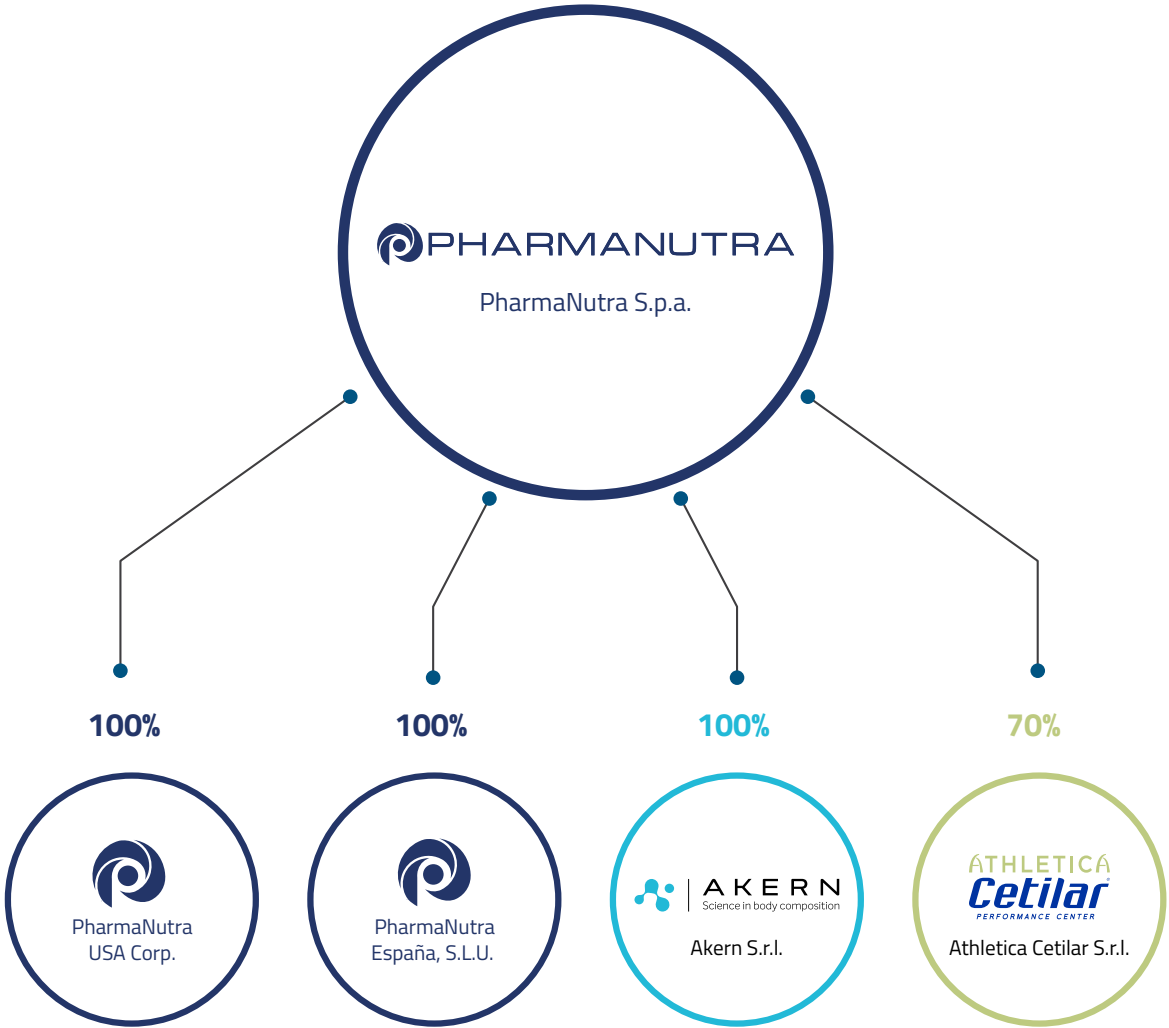 PHARMANUTRA
PharmaNutra S.p.a.
100%
100%
100%
70%
PharmaNutra
USA Corp.
PharmaNutra
España, S.L.U.
AKERN
Science in body composition
Akern S.r.l.
ATHLETICA
Cetilar
PERFORMANCE CENTER
Athletica Cetilar S.r.l.